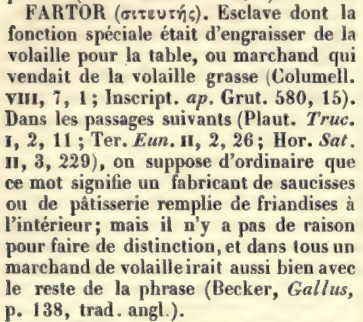 FARTOR (σιτευτής). Esclave dont la
fonction spéciale était d'engraisser de la
volaille pour la table, ou marchand qui
vendait de la volaille grasse (Columell.
VIII, 7, 1; Inscript. ap. Grut. 580, 15).
Dans les passages suivants (Plaut. Truc.
I, 2, 11; Ter. Eun. II, 2, 26; Hor. Sat.
II, 3, 229), on suppose d'ordinaire que
ce mot signifie un fabricant de saucisses
ou de pâtisserie remplie de friandises à
l'intérieur; mais il n'y a pas de raison
pour faire de distinction, et dans tous un
marchand de volaille irait aussi bien avec
le reste de la phrase (Becker, Gallus,
p. 138, trad. angl.).